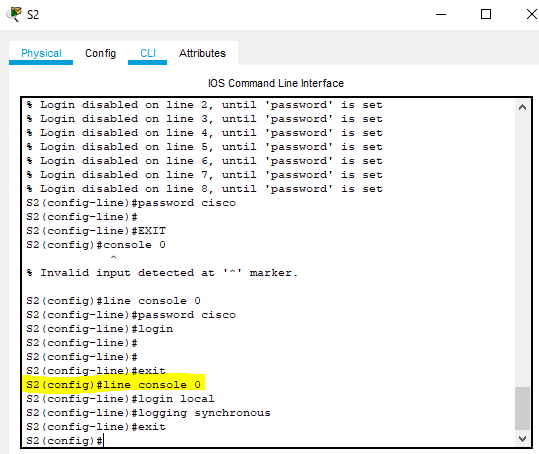 S2
Physical Config CLI Attributes
IOS Command Line Interface
% Login disabled on line 2, until 'password' is set
% Login disabled on line 3, until 'password' is set
% Login disabled on line 4, until 'password' is set
% Login disabled on line 5, until 'password' is set
% Login disabled on line 6, until 'password' is set
% Login disabled on line 7, until 'password' is set
% Login disabled on line 8, until 'password' is set
S2(config-line)#password cisco
S2(config-line)#
S2(config-line)#EXIT
S2(config)#console 0
^
% Invalid input detected at '^' marker.
S2(config)#line console 0
S2(config-line)#password cisco
S2(config-line)#login
S2(config-line)#
S2(config-line)#
S2(config-line)#exit
S2(config)#line console 0
S2(config-line)#login local
S2(config-line)#logging synchronous
S2(config-line)#exit
S2(config)#